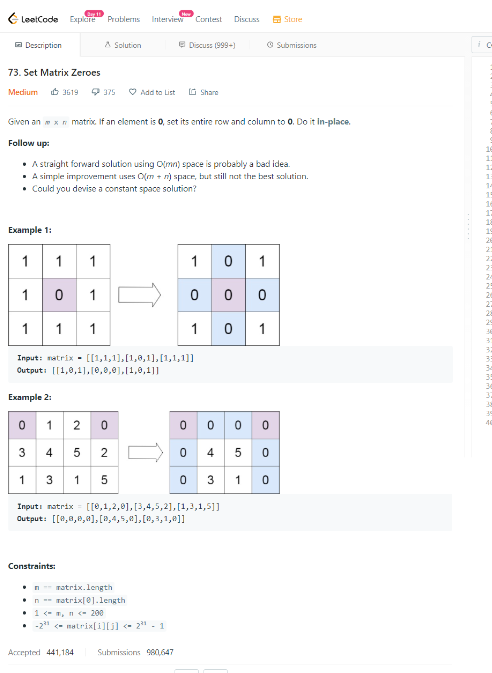 LeetCode Explore Day 11 Problems Interview New Contest Discuss Store
Description Solution Discuss (999+) Submissions
73. Set Matrix Zeroes
Medium 3619 375 Add to List Share
Given an m x n matrix. If an element is 0, set its entire row and column to 0. Do it in-place.
Follow up:
A straight forward solution using O(mn) space is probably a bad idea.
A simple improvement uses O(m + n) space, but still not the best solution.
Could you devise a constant space solution?
Example 1:
1 1 1 1 0 1
1 0 1 0 0 0
1 1 1 1 0 1
Input: matrix = [[1,1,1],[1,0,1],[1,1,1]]
Output: [[1,0,1],[0,0,0],[1,0,1]]
Example 2:
0 1 2 0 0 0 0 0
3 4 5 2 0 4 5 0
1 3 1 5 0 3 1 0
Input: matrix = [[0,1,2,0],[3,4,5,2],[1,3,1,5]]
Output: [[0,0,0,0],[0,4,5,0],[0,3,1,0]]
Constraints:
m == matrix.length
n == matrix[0].length
1 <= m, n <= 200
-2³¹ <= matrix[i][j] <= 2³¹ - 1
Accepted 441,184 Submissions 980,647